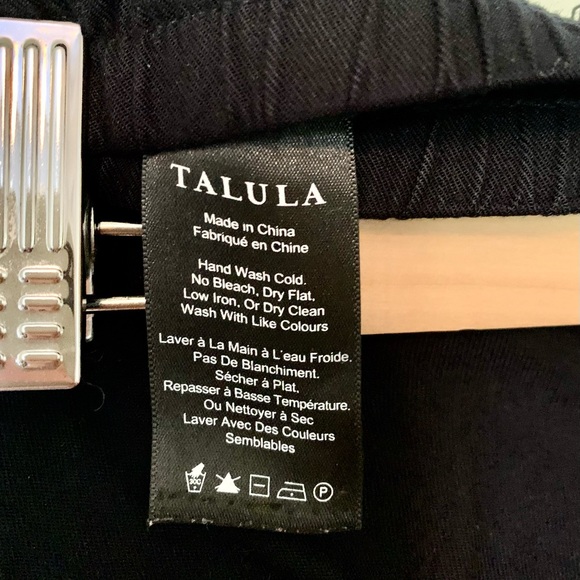 TALULA
Made in China
Fabriqué en Chine
Hand Wash Cold.
No Bleach, Dry Flat,
Low Iron, Or Dry Clean
Wash With Like Colours
Laver à La Main à L'eau Froide.
Pas De Blanchiment.
Sécher à Plat,
Repasser à Basse Température.
Ou Nettoyer à Sec
Laver Avec Des Couleurs
Semblables
P